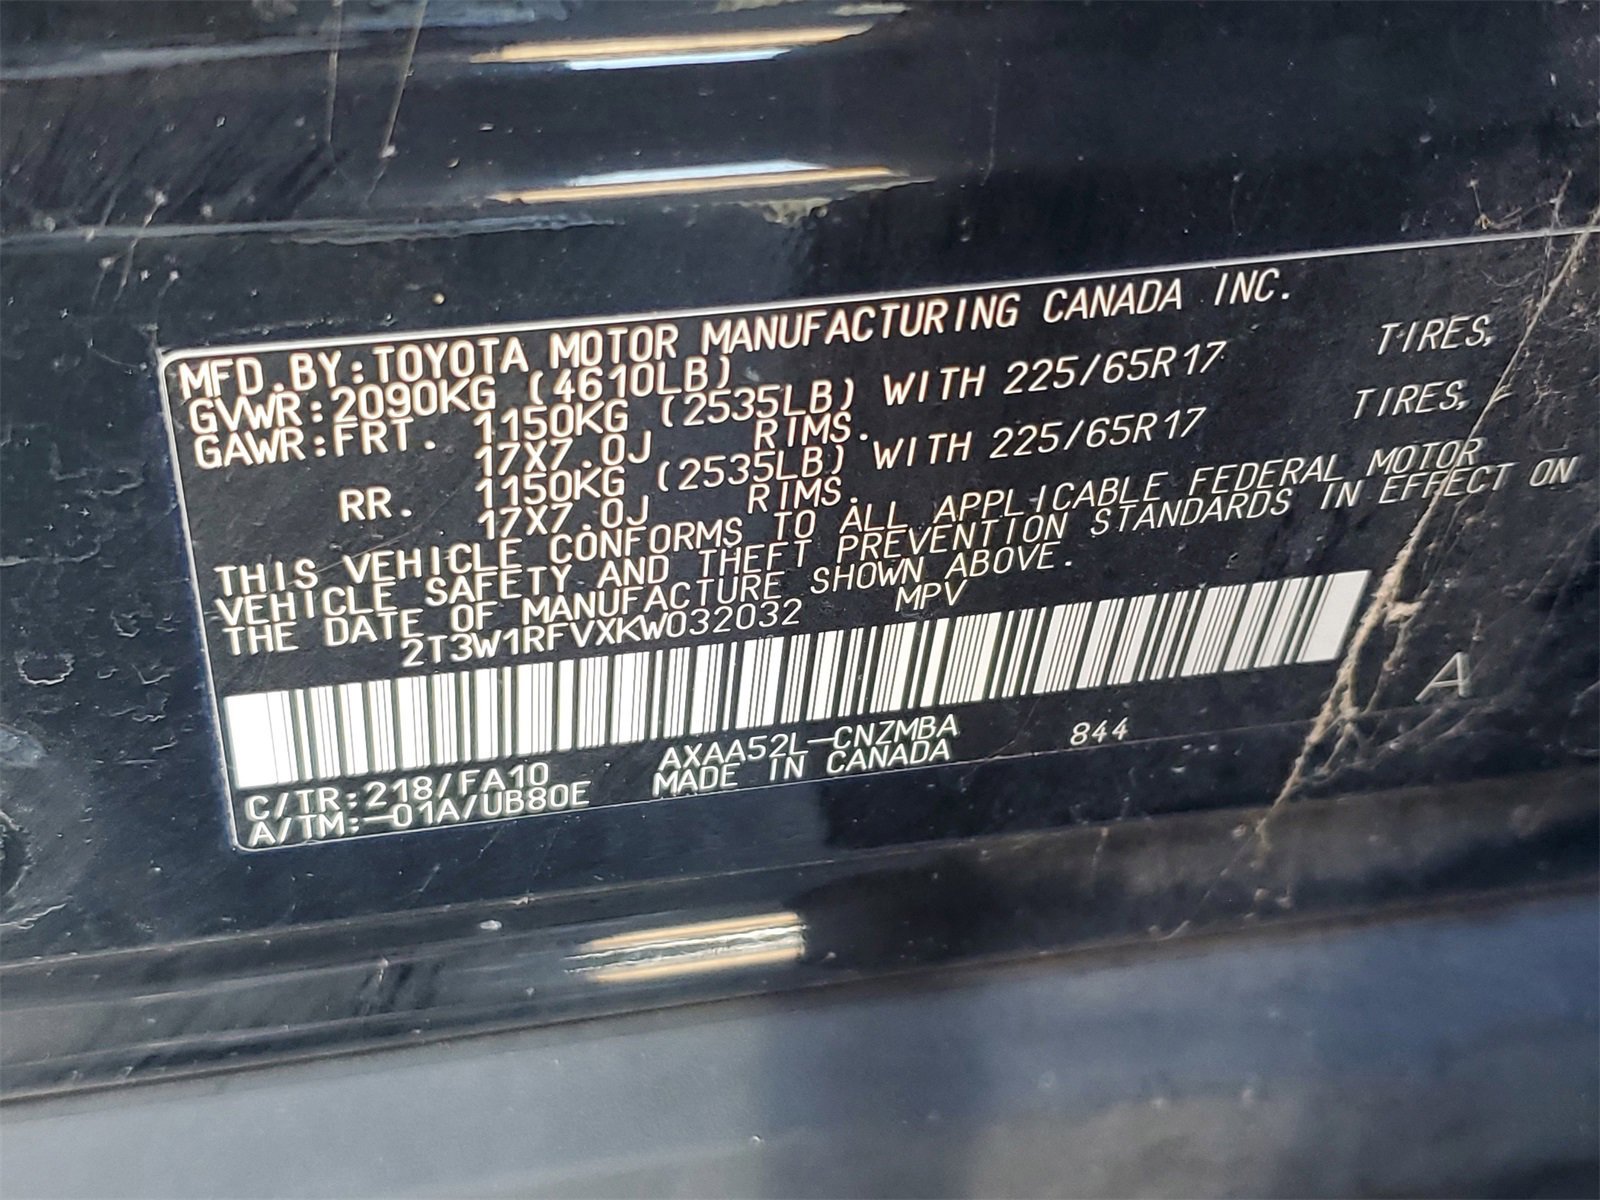 MFD.BY:TOYOTA MOTOR MANUFACTURING CANADA INC.
GVWR:2090KG (4610LB)
GAWR:FRT. 1150KG (2535LB) WITH 225/65R17 TIRES,
17X7.0J RIMS.
RR. 1150KG (2535LB) WITH 225/65R17 TIRES,
17X7.0J RIMS.
THIS VEHICLE CONFORMS TO ALL APPLICABLE FEDERAL MOTOR
VEHICLE SAFETY AND THEFT PREVENTION STANDARDS IN EFFECT ON
THE DATE OF MANUFACTURE SHOWN ABOVE.
2T3W1RFVXKW032032 MPV
C/TR:218/FA10 AXAA52L-CNZMBA 844 A
A/TM:-01A/UB80E MADE IN CANADA